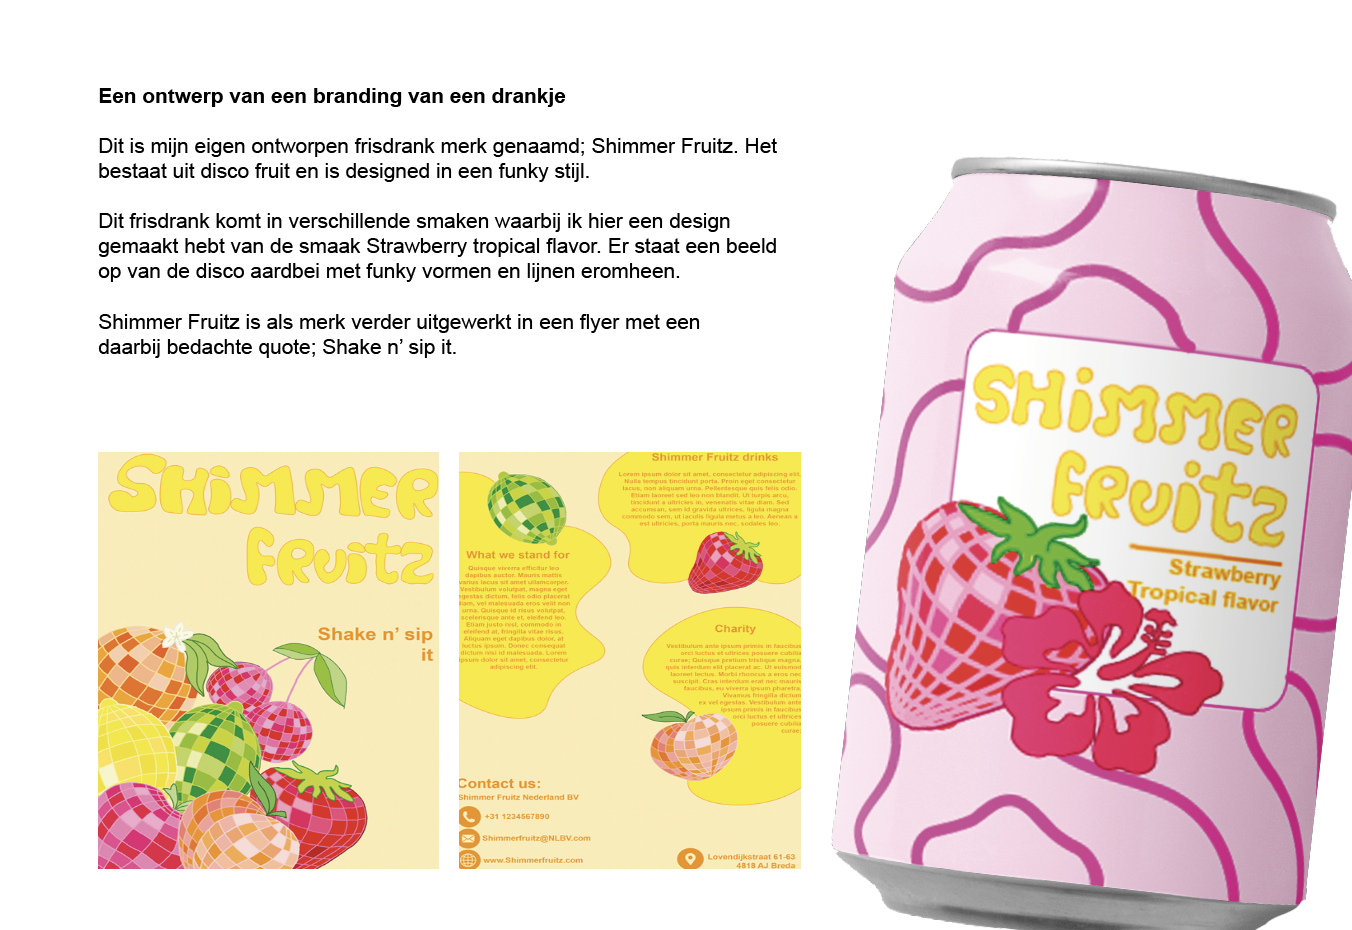 Een ontwerp van een branding van een drankje
Dit is mijn eigen ontworpen frisdrank merk genaamd; Shimmer Fruitz. Het
bestaat uit disco fruit en is designed in een funky stijl.
Dit frisdrank komt in verschillende smaken waarbij ik hier een design
gemaakt hebt van de smaak Strawberry tropical flavor. Er staat een beeld
op van de disco aardbei met funky vormen en lijnen eromheen.
Shimmer Fruitz is als merk verder uitgewerkt in een flyer met een
daarbij bedachte quote; Shake n’ sip it.
SHiMMER
FRuitz
Shake n’ sip
it
Shimmer Fruitz drinks
Lorem ipsum dolor sit amet, consectetur adipiscing elit.
Nulla tempus tincidunt porta. Proin eget consectetur
lacus, non aliquam urna. Pellentesque quis felis odio.
Etiam laoreet sed leo non blandit. Ut turpis arcu,
tincidunt a ultricies in, venenatis vitae diam. Sed
accumsan, sem id gravida ultrices, ligula magna
commodo sem, ut iaculis ligula metus a leo. Aenean a
est ultricies, porta mauris nec, sodales leo.
What we stand for
Quisque viverra efficitur leo
dapibus auctor. Mauris mattis
varius lacus sit amet ullamcorper.
Vestibulum volutpat, magna eget
egestas dictum, felis odio placerat
diam, vel malesuada eros velit non
urna. Quisque id risus volutpat,
scelerisque ante et, eleifend leo.
Etiam justo nisl, commodo in
eleifend at, fringilla vitae risus.
Aliquam eget dapibus dolor, at
luctus ipsum. Donec consequat
dictum nisi id malesuada. Lorem
ipsum dolor sit amet, consectetur
adipiscing elit.
Charity
Vestibulum ante ipsum primis in faucibus
orci luctus et ultrices posuere cubilia
curae; Quisque pretium tristique magna,
quis interdum elit placerat ac. Ut euismod
laoreet lectus. Morbi rhoncus a eros nec
suscipit. Cras interdum erat nec mauris
faucibus, eu viverra ipsum pharetra.
Vivamus fringilla dictum
ex vel egestas. Vestibulum ante
ipsum primis in faucibus
orci luctus et ultrices
posuere cubilia
curae;
Contact us:
Shimmer Fruitz Nederland BV
+31 1234567890
Shimmerfruitz@NLBV.com
www.Shimmerfruitz.com
Lovendijkstraat 61-63
4818 AJ Breda
SHiMMER
FRuitz
Strawberry
Tropical flavor